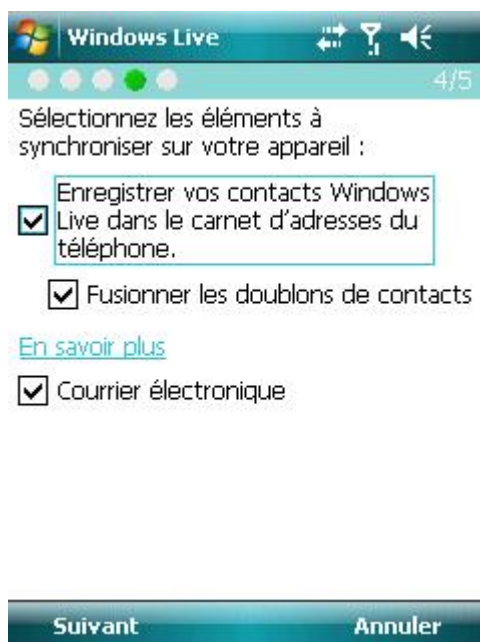 Windows Live
4/5
Sélectionnez les éléments à
synchroniser sur votre appareil :
Enregistrer vos contacts Windows
Live dans le carnet d'adresses du
téléphone.
Fusionner les doublons de contacts
En savoir plus
Courrier électronique
Suivant Annuler